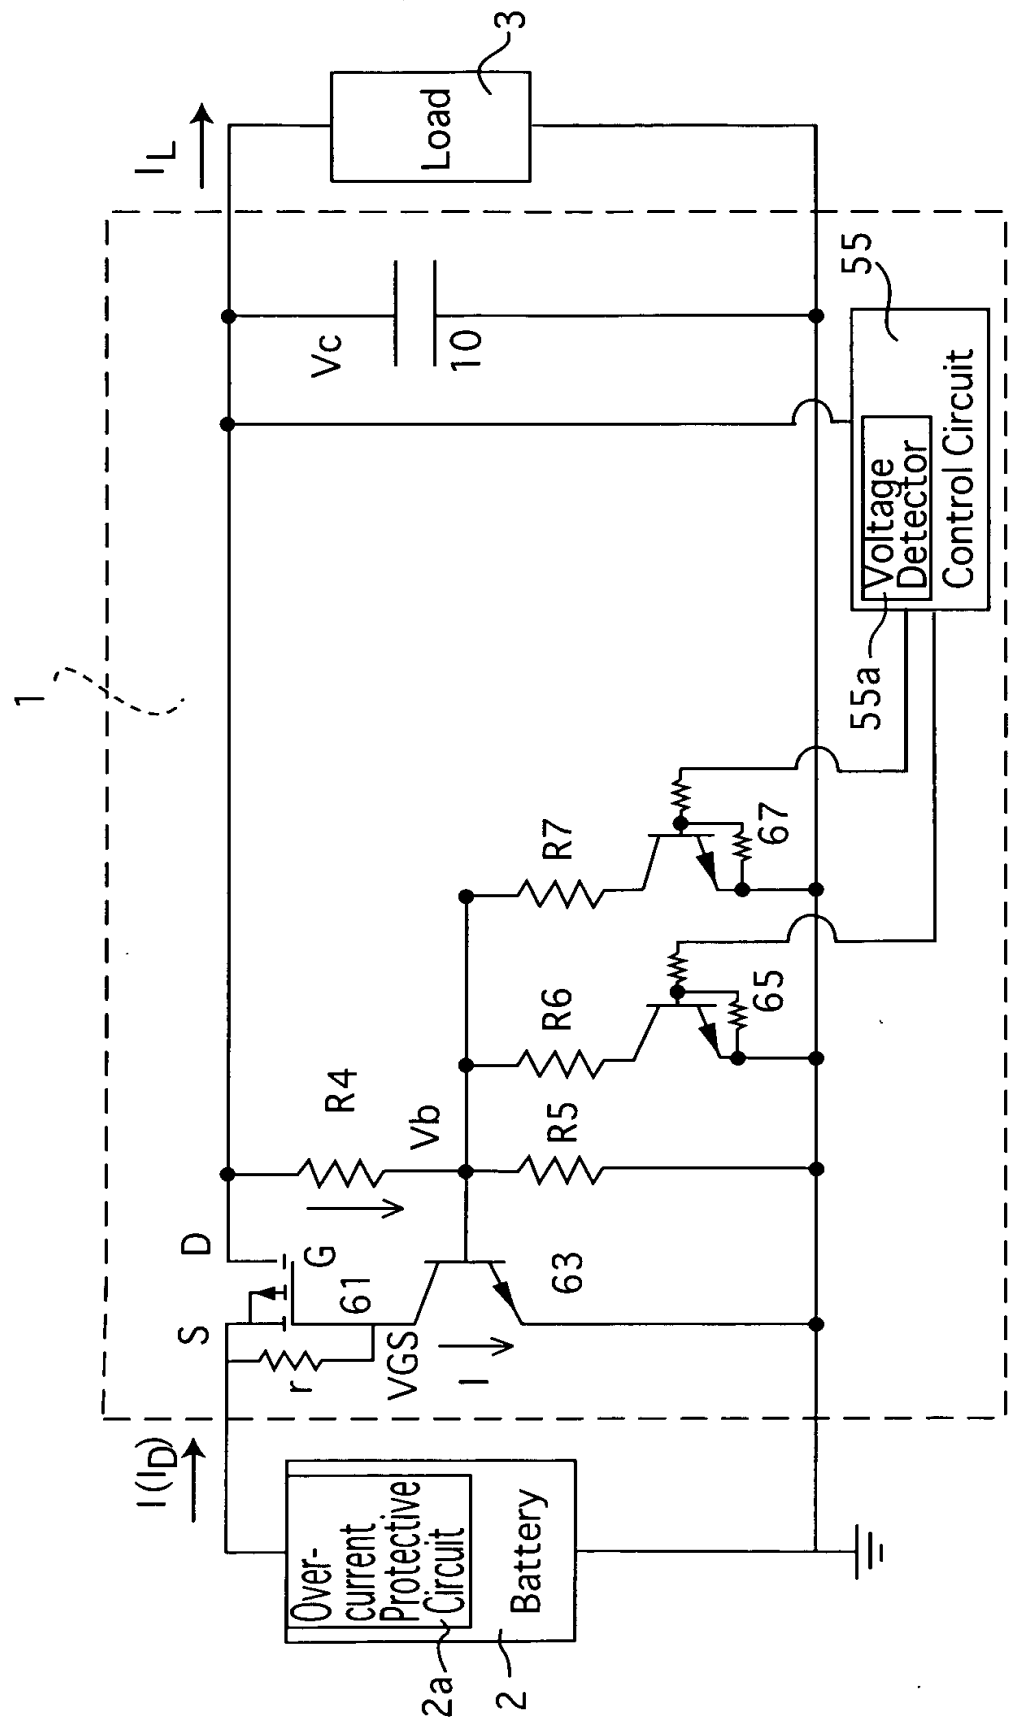 1
I(I_D)
I_L
S
D
G
r
61
VGS
I
63
R4
Vb
R5
R6
R7
65
67
Vc
10
Load
3
Over-
current
Protective
Circuit
Battery
2a
2
55
Voltage
Detector
Control Circuit
55a